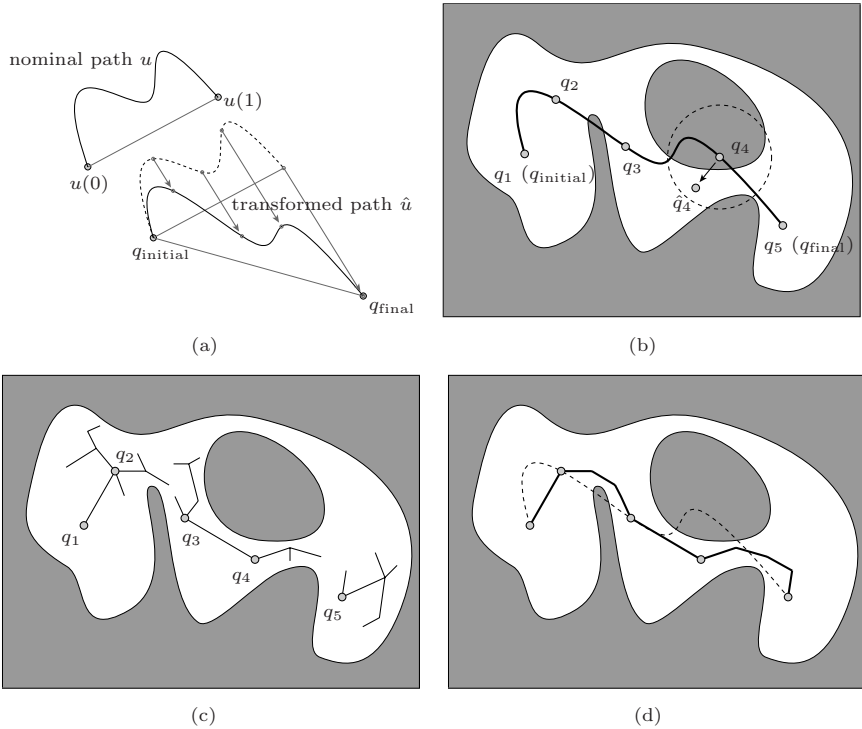 nominal path u
u(1)
u(0)
transformed path û
q_initial
q_final
(a)
q_2
q_1 (q_initial)
q_3
q_4
q̂_4
q_5 (q_final)
(b)
q_2
q_1
q_3
q_4
q_5
(c)
(d)